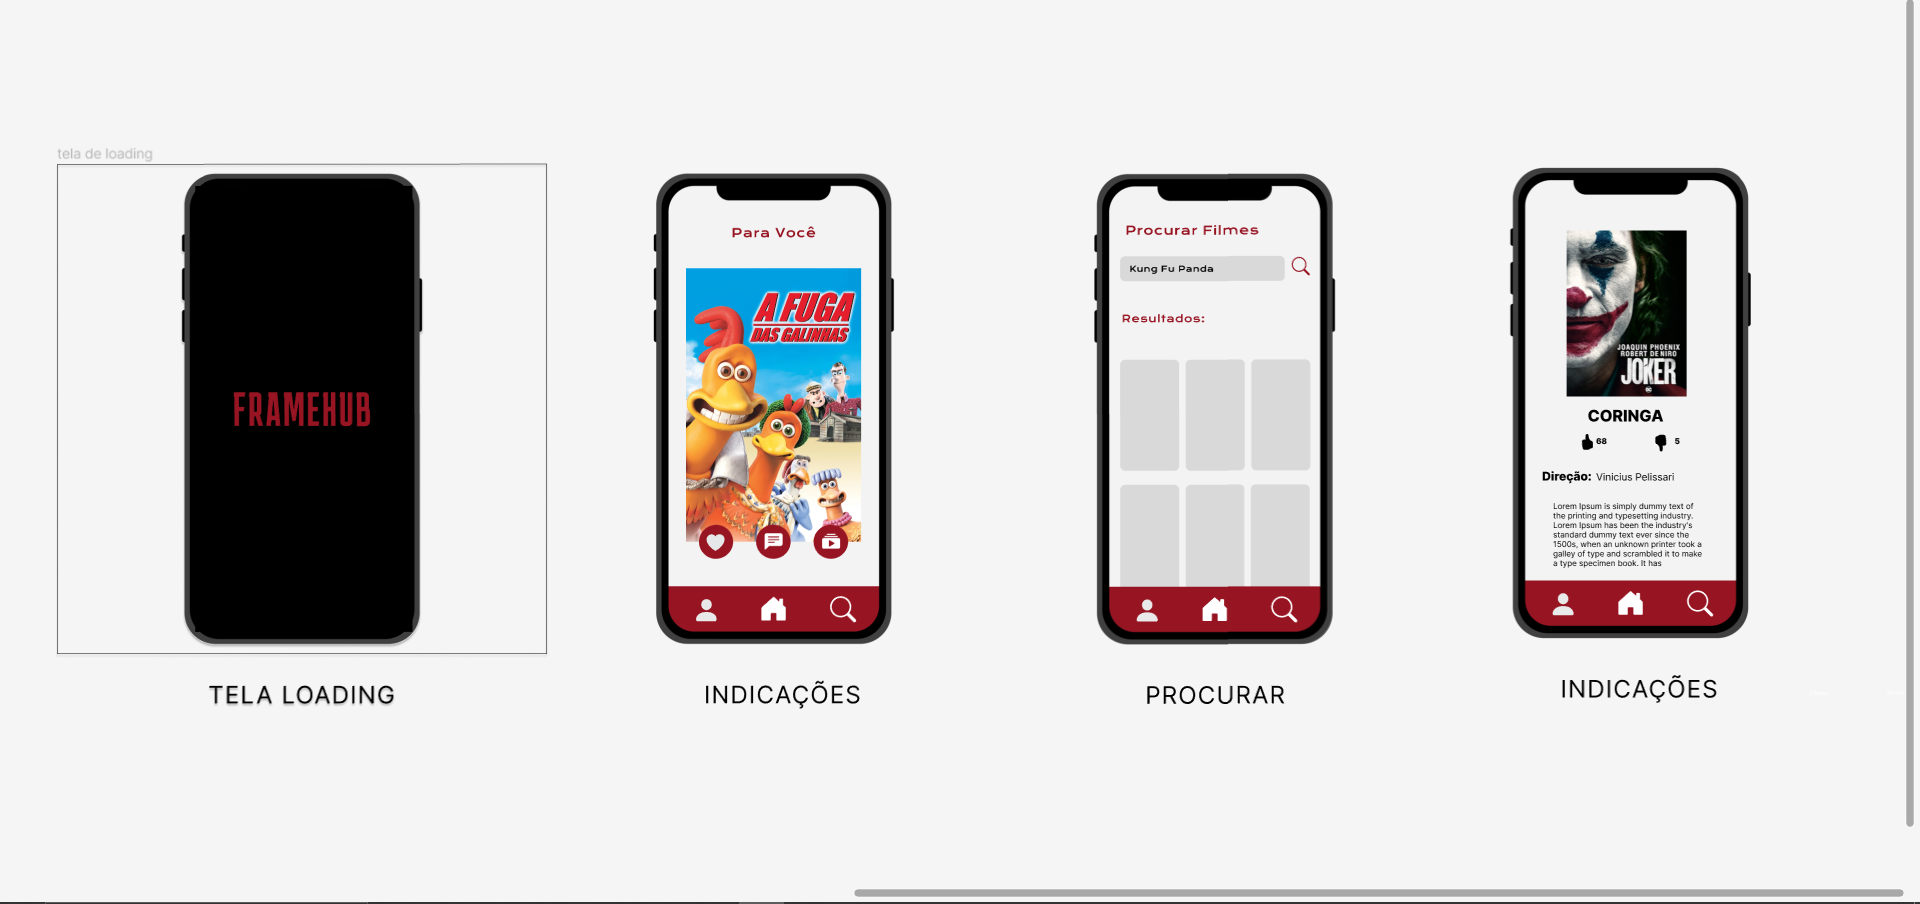 tela de loading
FRAMEHUB
TELA LOADING
Para Você
A FUGA
DAS GALINHAS
INDICAÇÕES
Procurar Filmes
Kung Fu Panda
Resultados:
PROCURAR
JOAQUIN PHOENIX
ROBERT DE NIRO
JOKER
DC
CORINGA
68
5
Direção: Vinicius Pelissari
Lorem Ipsum is simply dummy text of
the printing and typesetting industry.
Lorem Ipsum has been the industry's
standard dummy text ever since the
1500s, when an unknown printer took a
galley of type and scrambled it to make
a type specimen book. It has
INDICAÇÕES